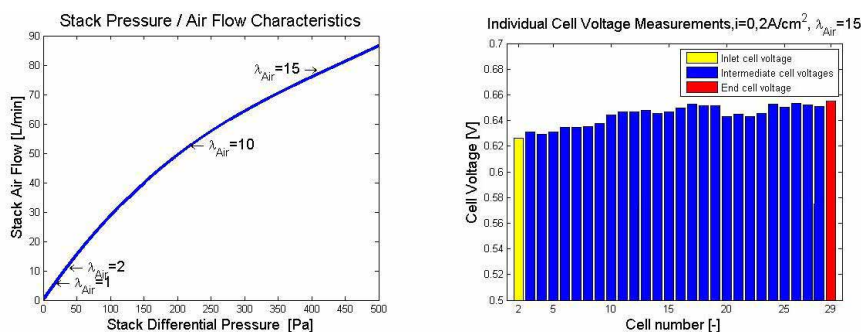 Stack Pressure / Air Flow Characteristics
Stack Air Flow [L/min]
90
80
70
60
50
40
30
20
10
0
λAir=15→
←λAir=10
←λAir=2
←λAir=1
0 50 100 150 200 250 300 350 400 450 500
Stack Differential Pressure [Pa]
Individual Cell Voltage Measurements,i=0,2A/cm², λAir=15
Cell Voltage [V]
0.7
0.68
0.66
0.64
0.62
0.6
0.58
0.56
0.54
0.52
0.5
Inlet cell voltage
Intermediate cell voltages
End cell voltage
2 5 10 15 20 25 29
Cell number [-]